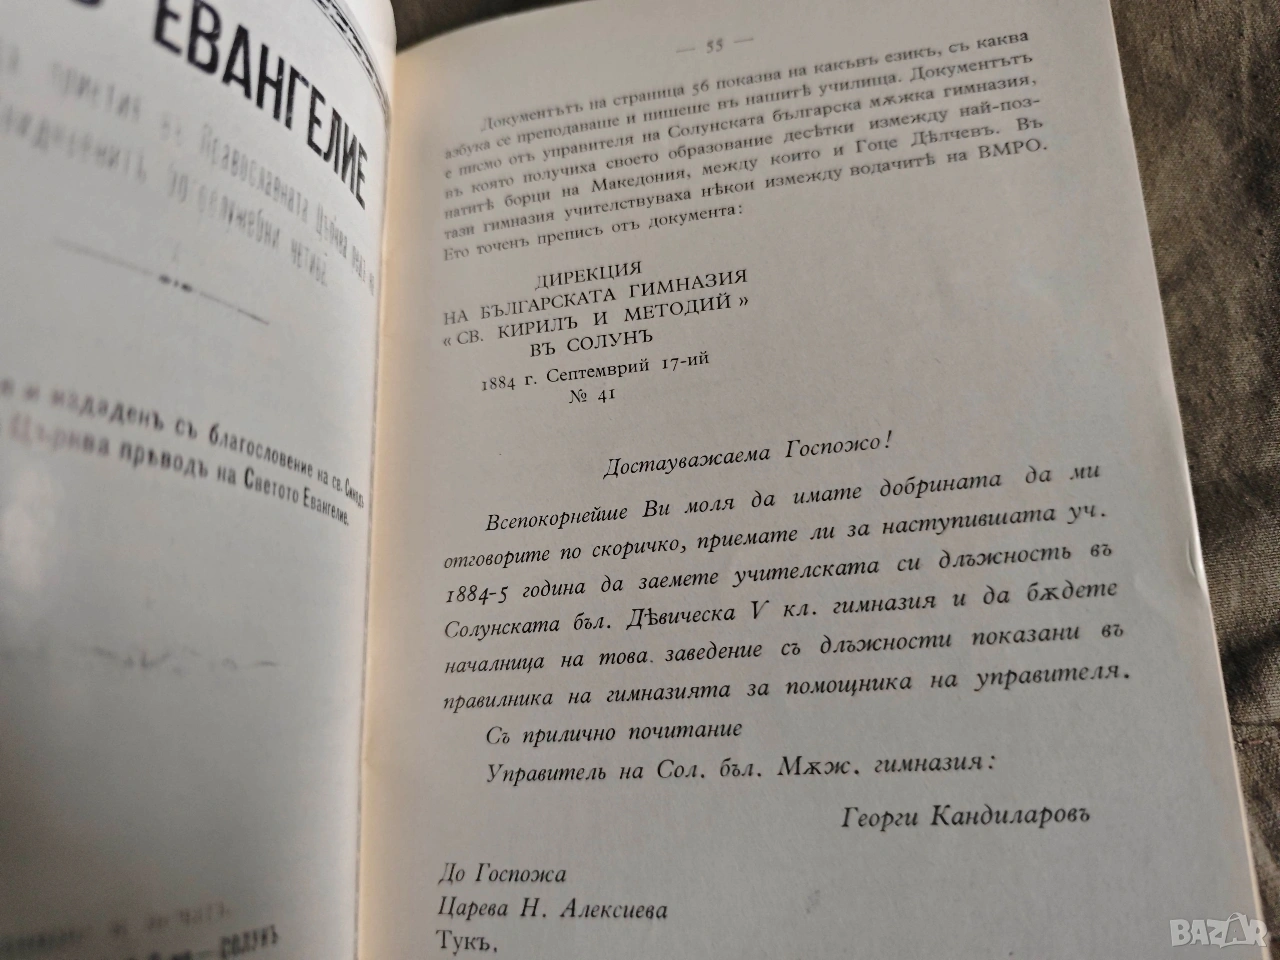 ЕВАНГЕЛИЕ
и издаденъ съ благословение на св. Синодъ
Църква пръводъ на Светото Евангелие.
СОЛУНЪ
— 55 —
Документътъ на страница 56 показва на какъвъ езикъ, съ каква
азбука се преподаваше и пишеше въ нашитѣ училища. Документътъ
е писмо отъ управителя на Солунската българска мѫжка гимназия,
въ която получиха своето образование десѣтки измежду най-поз-
натитѣ борци на Македония, между които и Гоце Дѣлчевъ. Въ
тази гимназия учителствуваха нѣкои измежду водачитѣ на ВМРО.
Ето точенъ преписъ отъ документа:
ДИРЕКЦИЯ
НА БЪЛГАРСКАТА ГИМНАЗИЯ
« СВ. КИРИЛЪ И МЕТОДИЙ »
ВЪ СОЛУНЪ
1884 г. Септемврий 17-ий
№ 41
Достауважаема Госпожо!
Всепокорнейше Ви моля да имате добрината да ми
отговорите по скоричко, приемате ли за наступившата уч.
1884-5 година да заемете учителската си длъжность въ
Солунската бъл. Дѣвическа V кл. гимназия и да бѫдете
началница на това заведение съ длъжности показани въ
правилника на гимназията за помощника на управителя.
Съ прилично почитание
Управитель на Сол. бъл. Мѫж. гимназия:
Георги Кандиларовъ
До Госпожа
Царева Н. Алексиева
Тукъ.
BAZAR